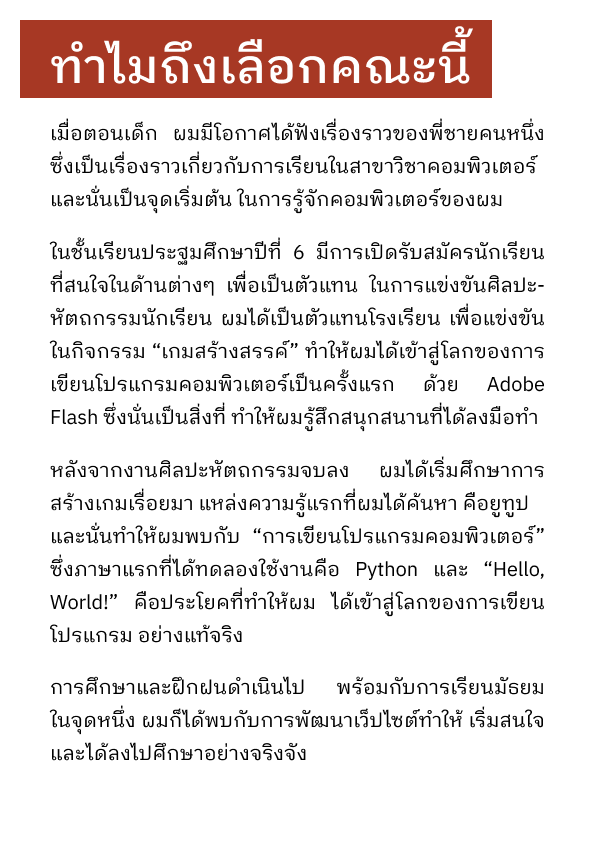 ทำไมถึงเลือกคณะนี้
เมื่อตอนเด็ก ผมมีโอกาศได้ฟังเรื่องราวของพี่ชายคนหนึ่ง
ซึ่งเป็นเรื่องราวเกี่ยวกับการเรียนในสาขาวิชาคอมพิวเตอร์
และนั่นเป็นจุดเริ่มต้น ในการรู้จักคอมพิวเตอร์ของผม
ในชั้นเรียนประฐมศึกษาปีที่ 6 มีการเปิดรับสมัครนักเรียน
ที่สนใจในด้านต่างๆ เพื่อเป็นตัวแทน ในการแข่งขันศิลปะ-
หัตถกรรมนักเรียน ผมได้เป็นตัวแทนโรงเรียน เพื่อแข่งขัน
ในกิจกรรม “เกมสร้างสรรค์” ทำให้ผมได้เข้าสู่โลกของการ
เขียนโปรแกรมคอมพิวเตอร์เป็นครั้งแรก ด้วย Adobe
Flash ซึ่งนั่นเป็นสิ่งที่ ทำให้ผมรู้สึกสนุกสนานที่ได้ลงมือทำ
หลังจากงานศิลปะหัตถกรรมจบลง ผมได้เริ่มศึกษาการ
สร้างเกมเรื่อยมา แหล่งความรู้แรกที่ผมได้ค้นหา คือยูทูป
และนั่นทำให้ผมพบกับ “การเขียนโปรแกรมคอมพิวเตอร์”
ซึ่งภาษาแรกที่ได้ทดลองใช้งานคือ Python และ “Hello,
World!” คือประโยคที่ทำให้ผม ได้เข้าสู่โลกของการเขียน
โปรแกรม อย่างแท้จริง
การศึกษาและฝึกฝนดำเนินไป พร้อมกับการเรียนมัธยม
ในจุดหนึ่ง ผมก็ได้พบกับการพัฒนาเว็ปไซต์ทำให้ เริ่มสนใจ
และได้ลงไปศึกษาอย่างจริงจัง